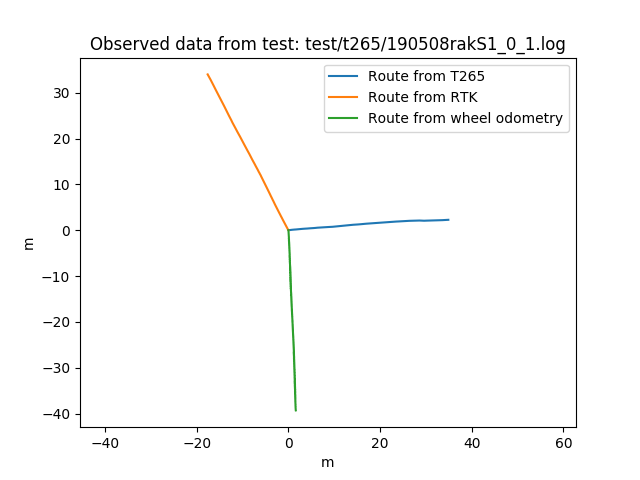 Observed data from test: test/t265/190508rakS1_0_1.log
Route from T265
Route from RTK
Route from wheel odometry
30
20
10
0
−10
−20
−30
−40
m
−40
−20
0
20
40
60
m